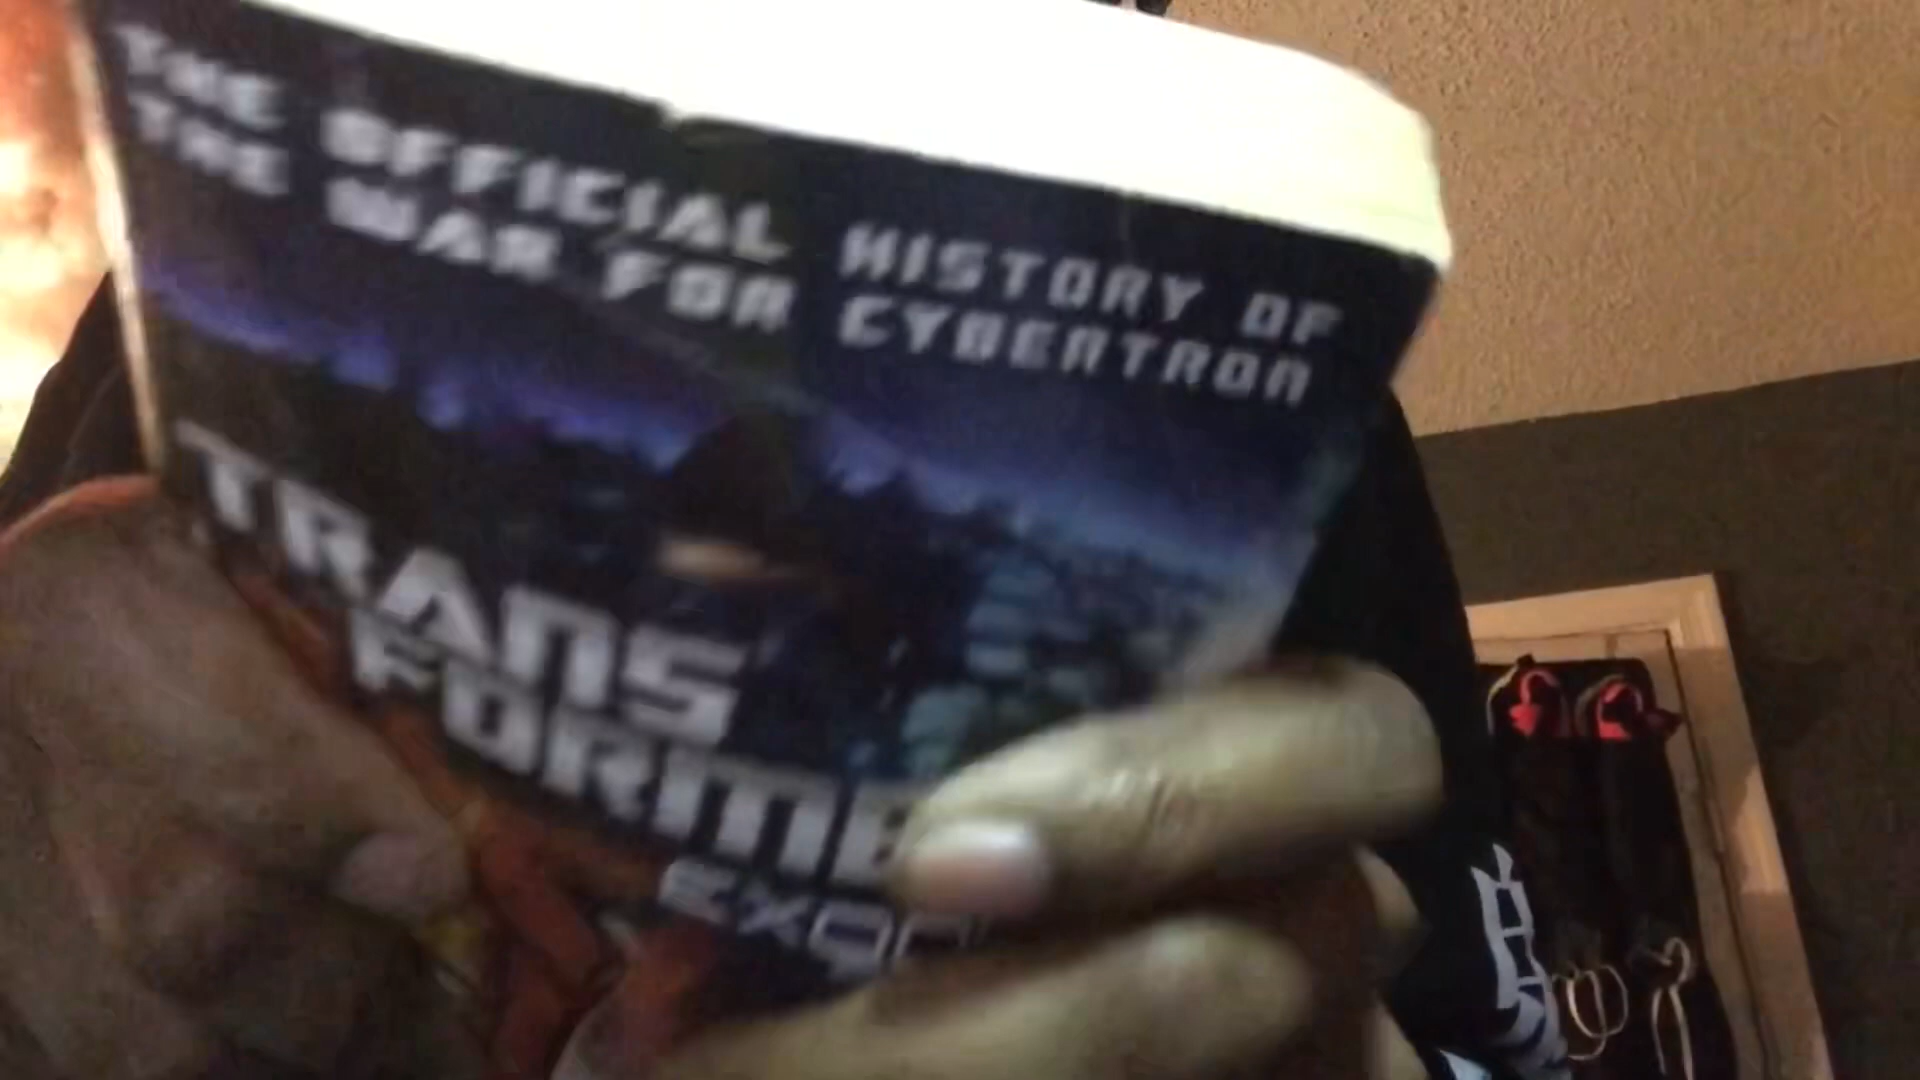 THE OFFICIAL HISTORY OF
THE WAR FOR CYBERTRON
TRANS
FORME
EXOD